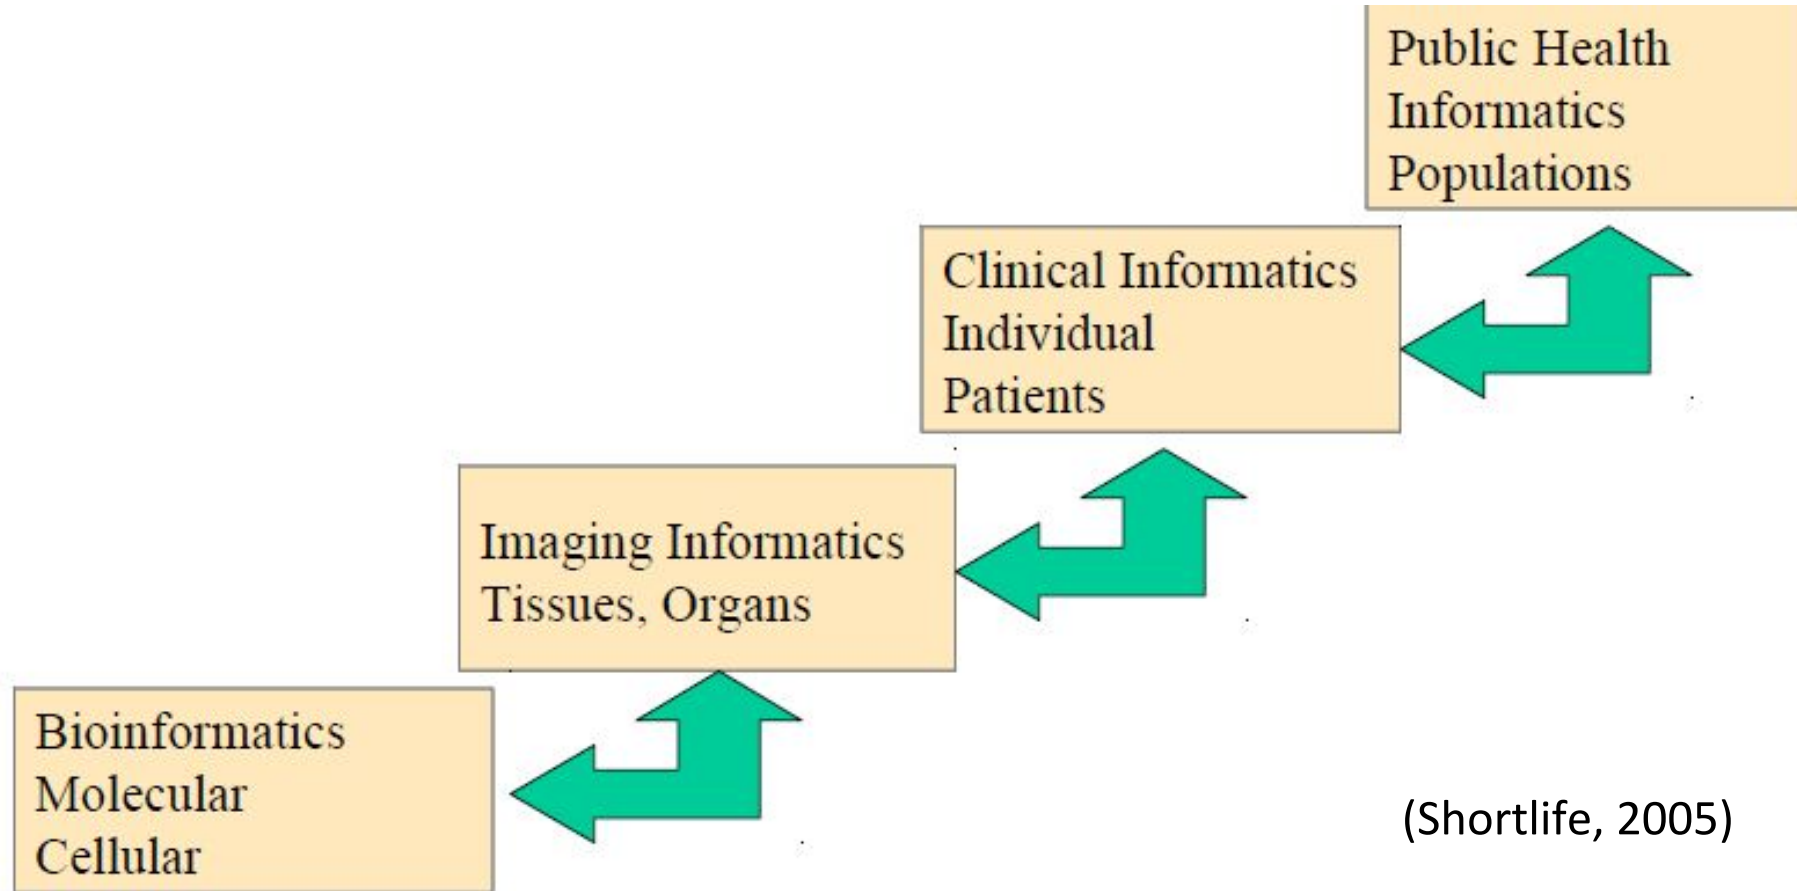 Public Health
Informatics
Populations
Clinical Informatics
Individual
Patients
Imaging Informatics
Tissues, Organs
Bioinformatics
Molecular
Cellular
(Shortlife, 2005)